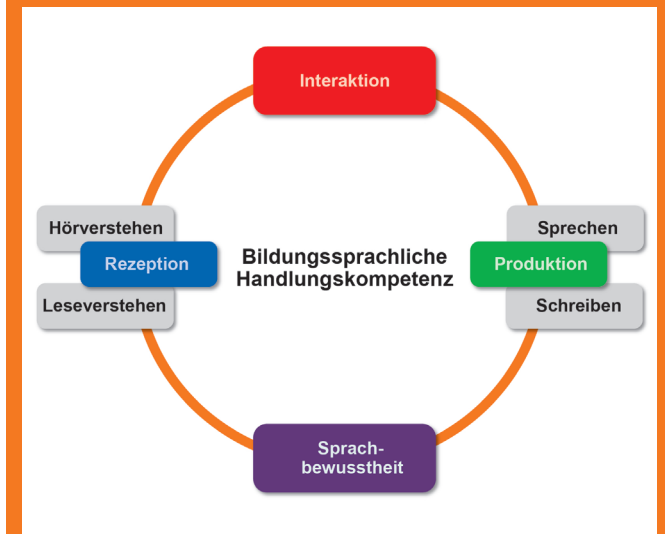 Interaktion
Hörverstehen
Rezeption
Leseverstehen
Bildungssprachliche
Handlungskompetenz
Sprechen
Produktion
Schreiben
Sprach-
bewusstheit